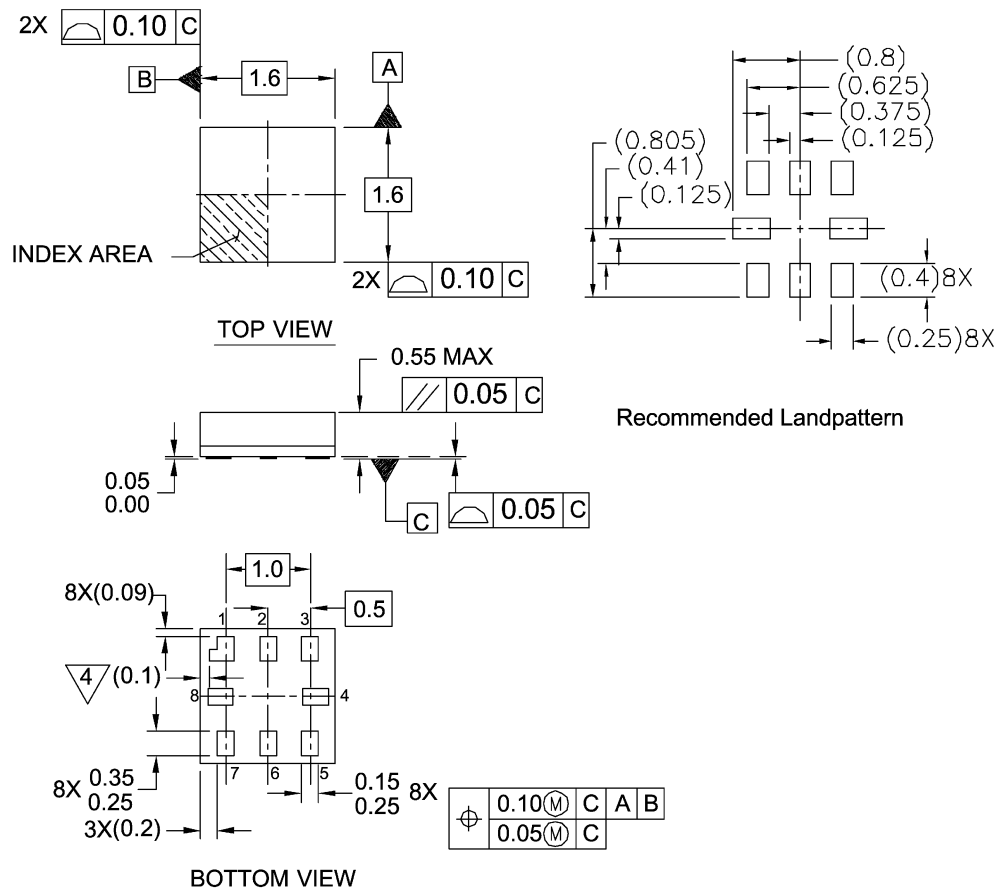 2X 0.10 C
B
1.6
A
1.6
INDEX AREA
2X 0.10 C
TOP VIEW
(0.8)
(0.625)
(0.375)
(0.125)
(0.805)
(0.41)
(0.125)
(0.4)8X
(0.25)8X
Recommended Landpattern
0.55 MAX
0.05 C
0.05
0.00
C
0.05 C
1.0
8X(0.09)
0.5
1 2 3
4 (0.1)
8 4
7 6 5
8X 0.35
0.25
3X(0.2)
0.15
0.25 8X
0.10 M C A B
0.05 M C
BOTTOM VIEW